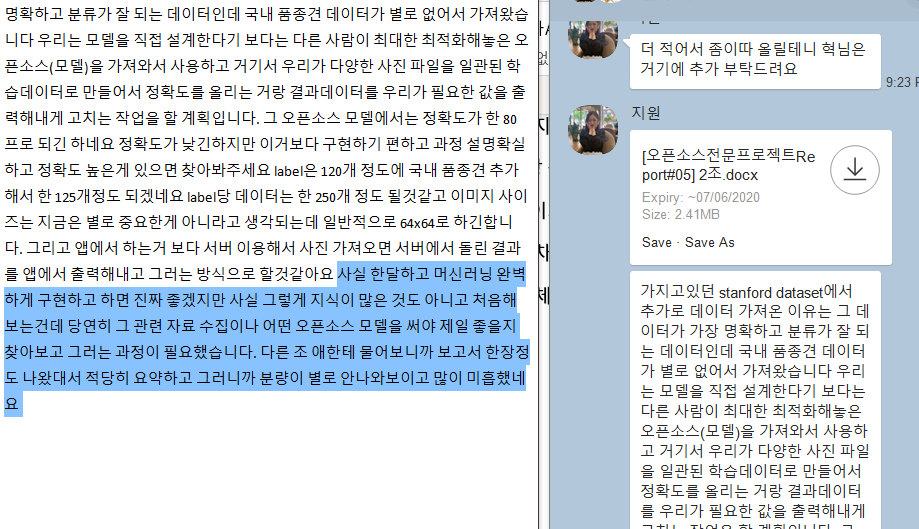 명확하고 분류가 잘 되는 데이터인데 국내 품종견 데이터가 별로 없어서 가져왔습
니다 우리는 모델을 직접 설계한다기 보다는 다른 사람이 최대한 최적화해놓은 오
픈소스(모델)을 가져와서 사용하고 거기서 우리가 다양한 사진 파일을 일관된 학
습데이터로 만들어서 정확도를 올리는 거랑 결과데이터를 우리가 필요한 값을 출
력해내게 고치는 작업을 할 계획입니다. 그 오픈소스 모델에서는 정확도가 한 80
프로 되긴 하네요 정확도가 낮긴하지만 이거보다 구현하기 편하고 과정 설명확실
하고 정확도 높은게 있으면 찾아봐주세요 label은 120개 정도에 국내 품종견 추가
해서 한 125개정도 되겠네요 label당 데이터는 한 250개 정도 될것같고 이미지 사이
즈는 지금은 별로 중요한게 아니라고 생각되는데 일반적으로 64x64로 하긴합니
다. 그리고 앱에서 하는거 보다 서버 이용해서 사진 가져오면 서버에서 돌린 결과
를 앱에서 출력해내고 그러는 방식으로 할것같아요 사실 한달하고 머신러닝 완벽
하게 구현하고 하면 진짜 좋겠지만 사실 그렇게 지식이 많은 것도 아니고 처음해
보는건데 당연히 그 관련 자료 수집이나 어떤 오픈소스 모델을 써야 제일 좋을지
찾아보고 그러는 과정이 필요했습니다. 다른 조 애한테 물어보니까 보고서 한장정
도 나왔대서 적당히 요약하고 그러니까 분량이 별로 안나와보이고 많이 미흡했네
요
더 적어서 좀이따 올릴테니 혁님은
거기에 추가 부탁드려요
9:23
지원
[오픈소스전문프로젝트Re
port#05] 2조.docx
Expiry: ~07/06/2020
Size: 2.41MB
Save · Save As
가지고있던 stanford dataset에서
추가로 데이터 가져온 이유는 그 데
이터가 가장 명확하고 분류가 잘 되
는 데이터인데 국내 품종견 데이터
가 별로 없어서 가져왔습니다 우리
는 모델을 직접 설계한다기 보다는
다른 사람이 최대한 최적화해놓은
오픈소스(모델)을 가져와서 사용하
고 거기서 우리가 다양한 사진 파일
을 일관된 학습데이터로 만들어서
정확도를 올리는 거랑 결과데이터
를 우리가 필요한 값을 출력해내게